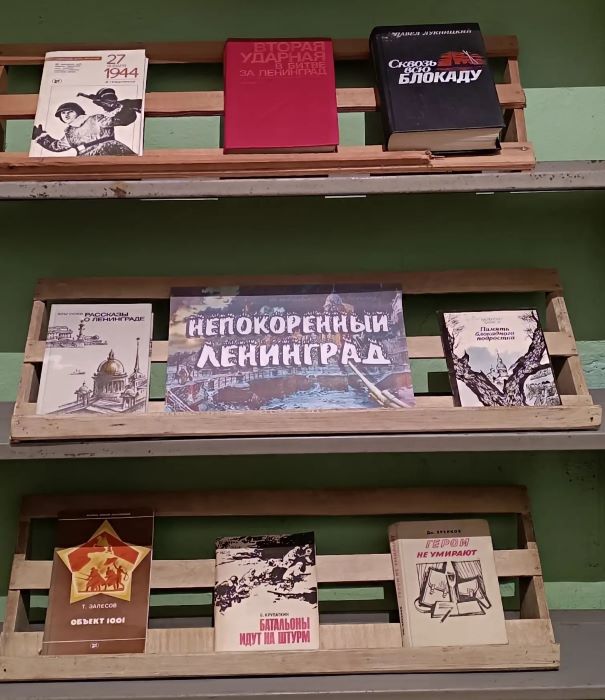 27
ЯНВАРЯ
1944
ВТОРАЯ
УДАРНАЯ
В БИТВЕ
ЗА ЛЕНИНГРАД
ПАВЕЛ ЛУКНИЦКИЙ
СКВОЗЬ
ВСЮ
БЛОКАДУ
РАССКАЗЫ
О ЛЕНИНГРАДЕ
НЕПОКОРЕННЫЙ
ЛЕНИНГРАД
Память
блокадного
подростка
Т. ЗАЛЕСОВ
ОБЪЕКТ 1001
БАТАЛЬОНЫ
ИДУТ НА ШТУРМ
ГЕРОИ
НЕ УМИРАЮТ